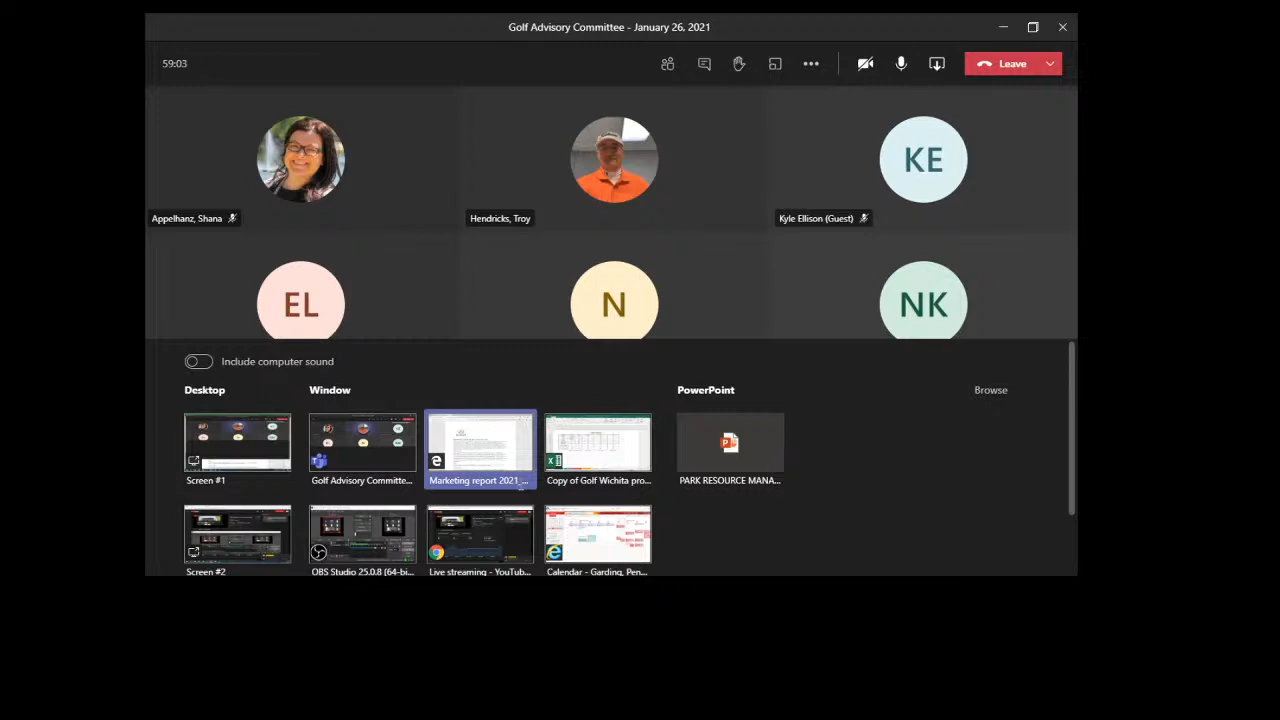 Golf Advisory Committee - January 26, 2021
59:03
Leave
KE
Appelhanz, Shana
Hendricks, Troy
Kyle Ellison (Guest)
EL
N
NK
Include computer sound
Desktop
Window
PowerPoint
Browse
Screen #1
Golf Advisory Committe...
Marketing report 2021_...
Copy of Golf Wichita pro...
PARK RESOURCE MANA...
Screen #2
OBS Studio 25.0.8 (64-bi...
Live streaming - YouTub...
Calendar - Garding, Pen...